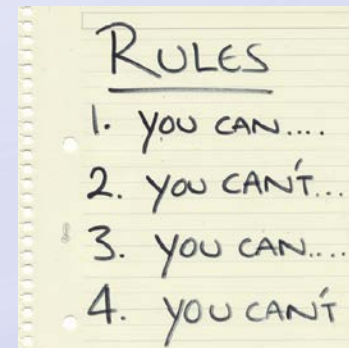 RULES
1. YOU CAN....
2. YOU CAN'T...
3. YOU CAN....
4. YOU CAN'T